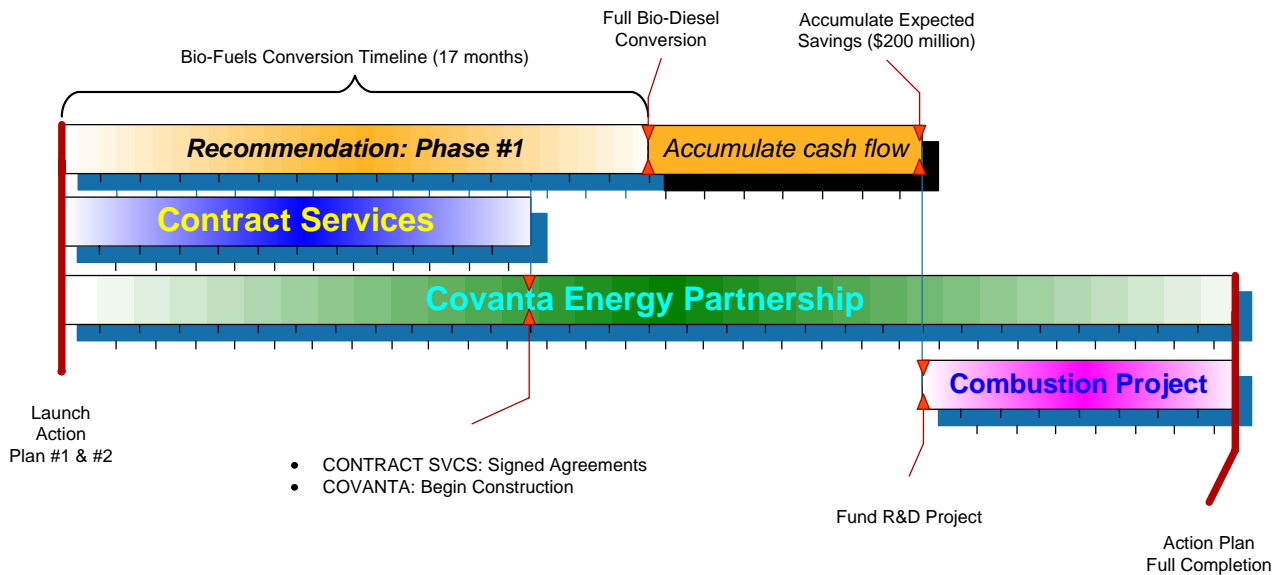 Full Bio-Diesel
Conversion
Accumulate Expected
Savings ($200 million)
Bio-Fuels Conversion Timeline (17 months)
Recommendation: Phase #1
Accumulate cash flow
Contract Services
Covanta Energy Partnership
Combustion Project
Launch
Action
Plan #1 & #2
• CONTRACT SVCS: Signed Agreements
• COVANTA: Begin Construction
Fund R&D Project
Action Plan
Full Completion